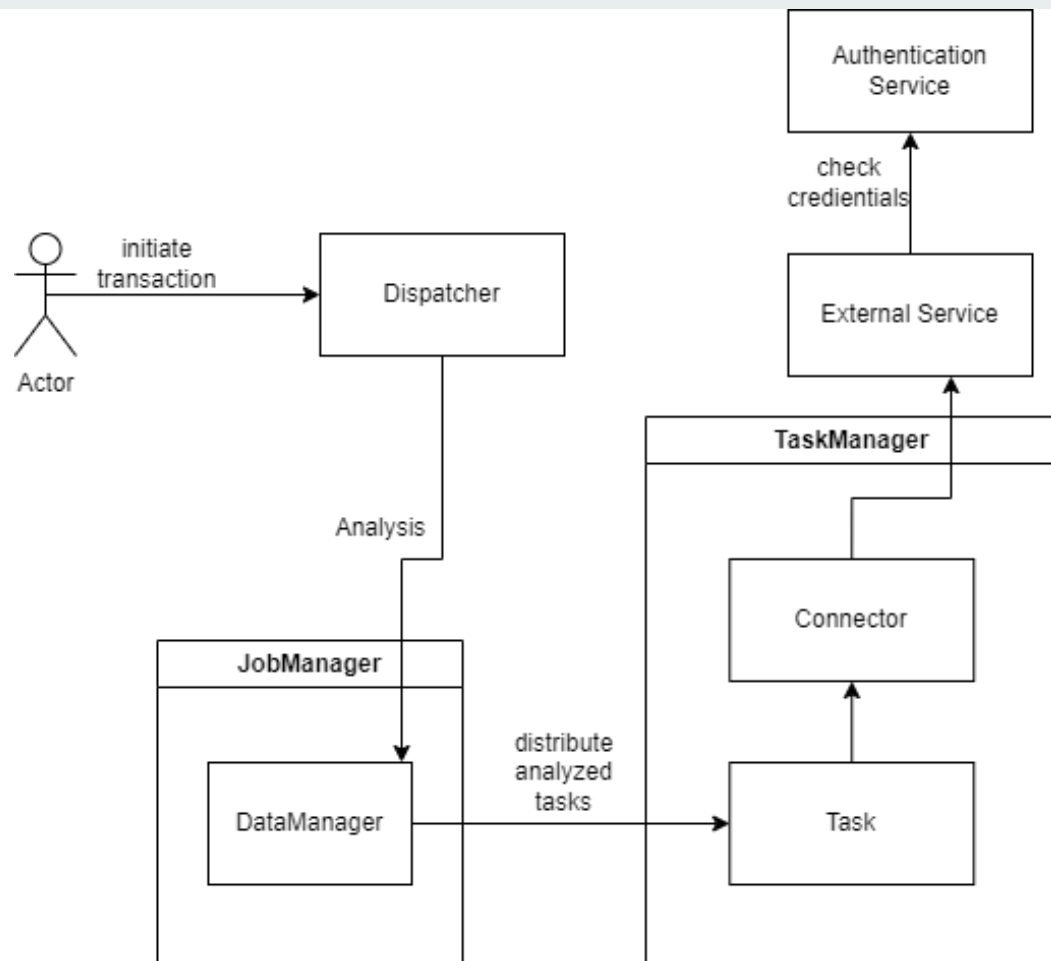 Authentication
Service
check
credientials
initiate
transaction
Dispatcher
External Service
Actor
TaskManager
Analysis
Connector
JobManager
distribute
analyzed
tasks
DataManager
Task